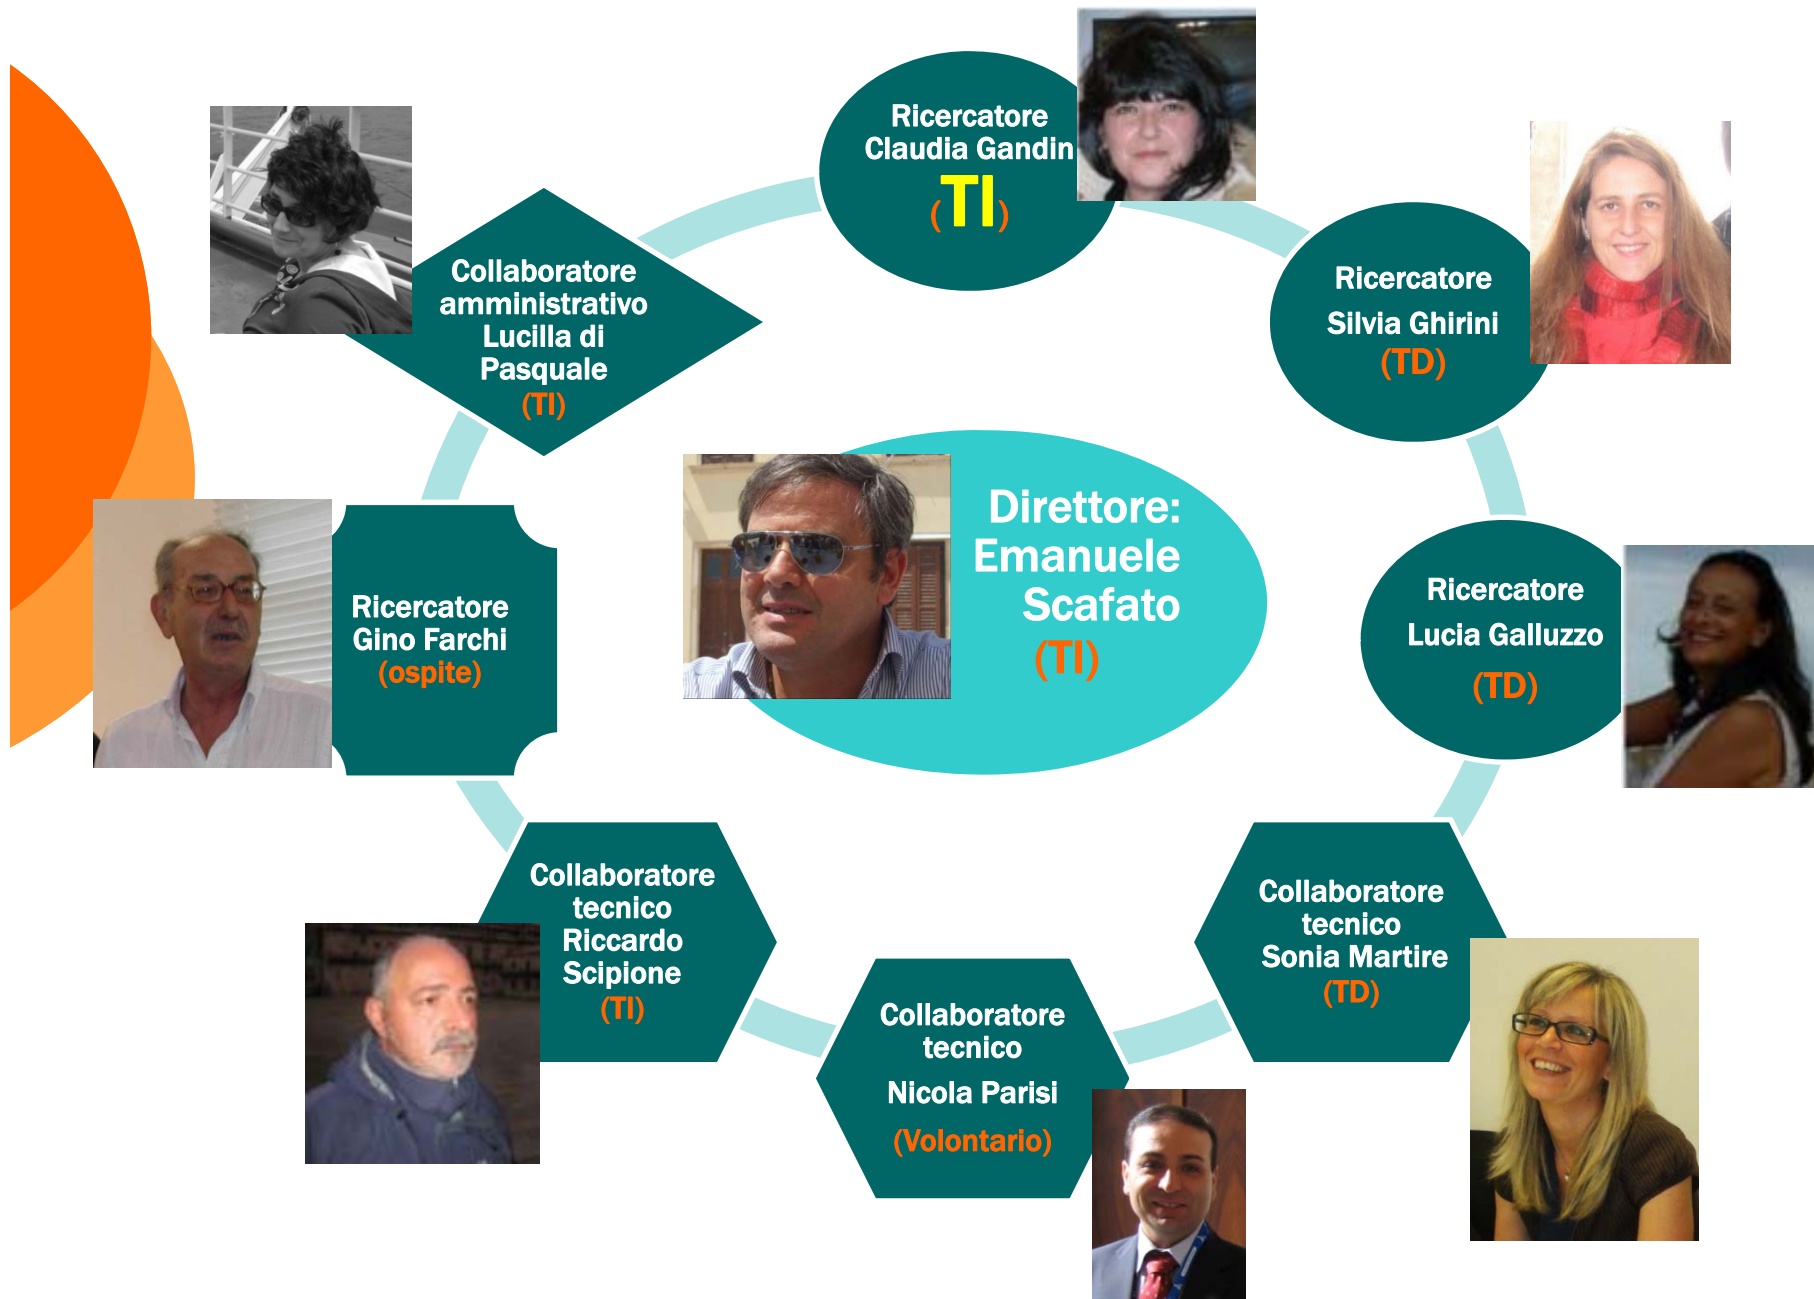 Ricercatore
Claudia Gandin
(TI)
Ricercatore
Silvia Ghirini
(TD)
Ricercatore
Lucia Galluzzo
(TD)
Collaboratore
tecnico
Sonia Martire
(TD)
Collaboratore
tecnico
Nicola Parisi
(Volontario)
Collaboratore
tecnico
Riccardo
Scipione
(TI)
Ricercatore
Gino Farchi
(ospite)
Collaboratore
amministrativo
Lucilla di
Pasquale
(TI)
Direttore:
Emanuele
Scafato
(TI)